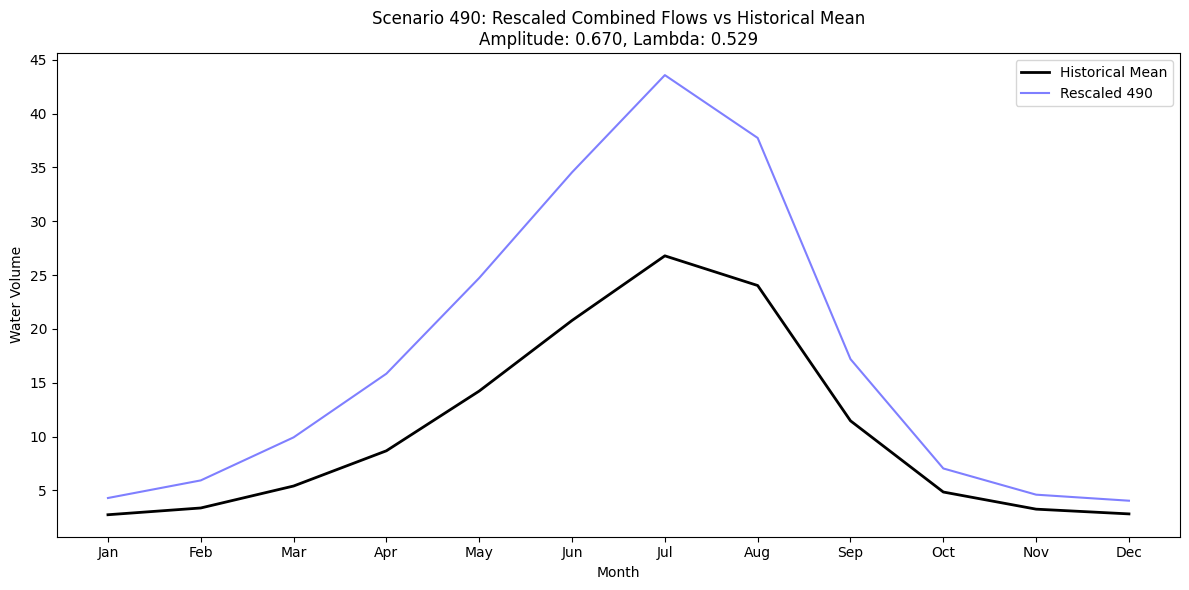 Scenario 490: Rescaled Combined Flows vs Historical Mean
Amplitude: 0.670, Lambda: 0.529
Historical Mean
Rescaled 490
Water Volume
45
40
35
30
25
20
15
10
5
Jan Feb Mar Apr May Jun Jul Aug Sep Oct Nov Dec
Month